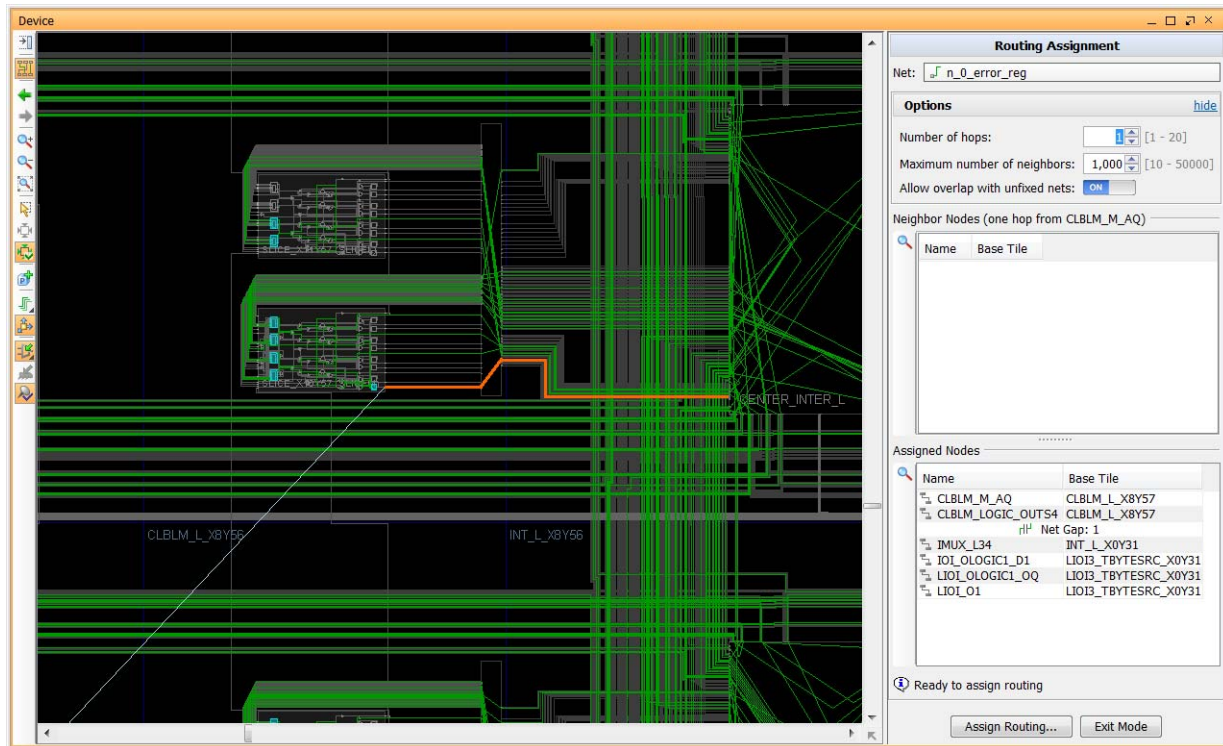 Device
Routing Assignment
Net: n_0_error_reg
Options hide
Number of hops: 1 [1 - 20]
Maximum number of neighbors: 1,000 [10 - 50000]
Allow overlap with unfixed nets: ON
Neighbor Nodes (one hop from CLBLM_M_AQ)
Name Base Tile
CENTER_INTER_L
CLBLM_L_X8Y56 INT_L_X8Y56
Assigned Nodes
Name Base Tile
CLBLM_M_AQ CLBLM_L_X8Y57
CLBLM_LOGIC_OUTS4 CLBLM_L_X8Y57
Net Gap: 1
IMUX_L34 INT_L_X0Y31
IOI_OLOGIC1_D1 LIOI3_TBYTESRC_X0Y31
LIOI_OLOGIC1_OQ LIOI3_TBYTESRC_X0Y31
LIOI_O1 LIOI3_TBYTESRC_X0Y31
Ready to assign routing
Assign Routing... Exit Mode